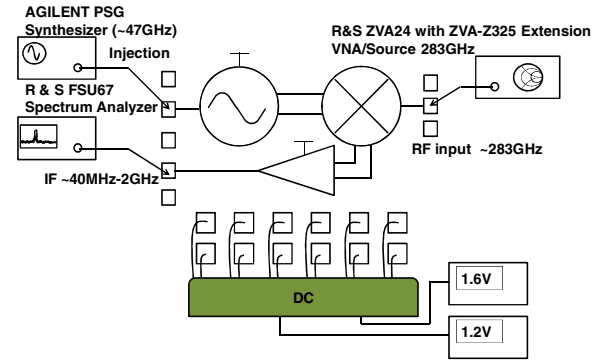 AGILENT PSG
Synthesizer (~47GHz)
Injection
R & S FSU67
Spectrum Analyzer
IF ~40MHz-2GHz
R&S ZVA24 with ZVA-Z325 Extension
VNA/Source 283GHz
RF input ~283GHz
DC
1.6V
1.2V